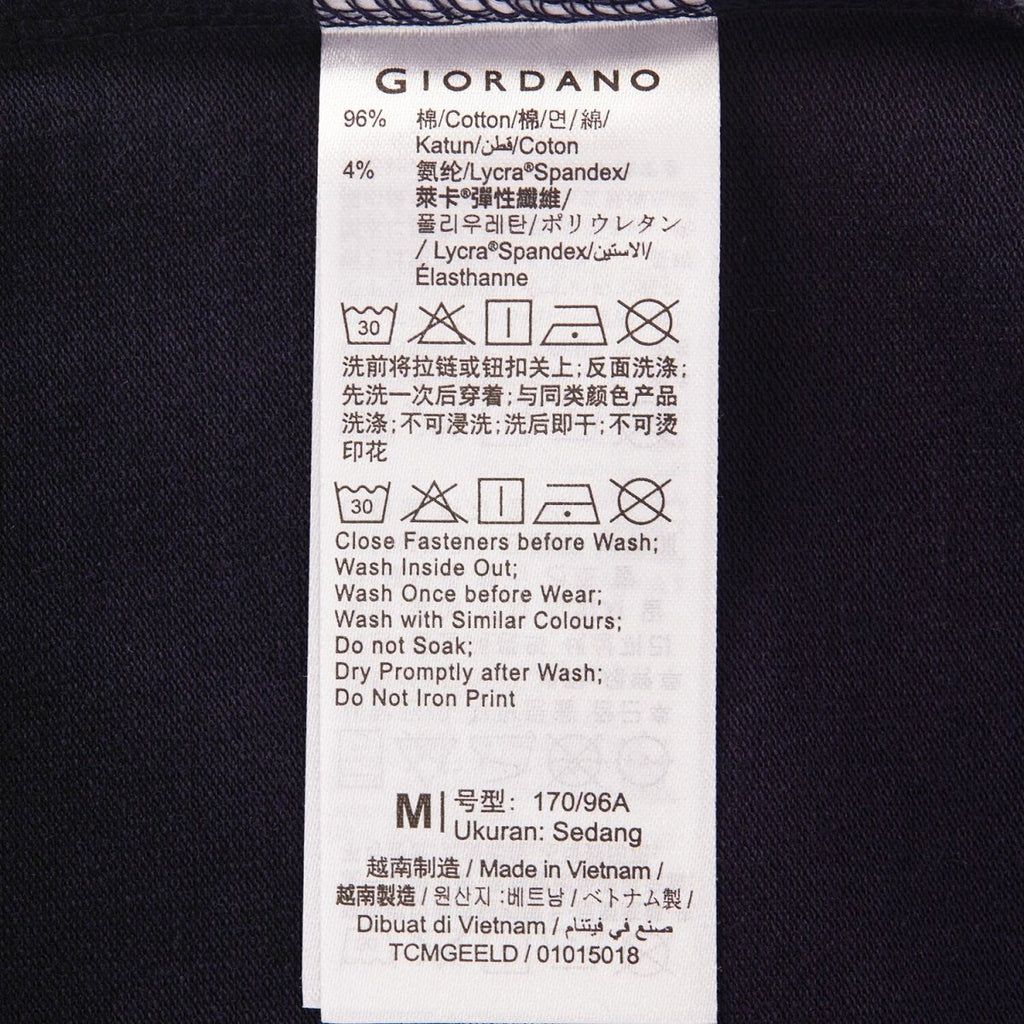 GIORDANO
96% 棉/Cotton/棉/면/綿/
Katun/قطن/Coton
4% 氨纶/Lycra®Spandex/
萊卡®彈性纖維/
폴리우레탄/ポリウレタン
/ Lycra®Spandex/الاستين/
Élasthanne
30
洗前将拉链或钮扣关上;反面洗涤;
先洗一次后穿着;与同类颜色产品
洗涤;不可浸洗;洗后即干;不可烫
印花
30
Close Fasteners before Wash;
Wash Inside Out;
Wash Once before Wear;
Wash with Similar Colours;
Do not Soak;
Dry Promptly after Wash;
Do Not Iron Print
M 号型: 170/96A
Ukuran: Sedang
越南制造 / Made in Vietnam /
越南製造 / 원산지 :베트남 / ベトナム製 /
Dibuat di Vietnam / صنع في فيتنام
TCMGEELD / 01015018